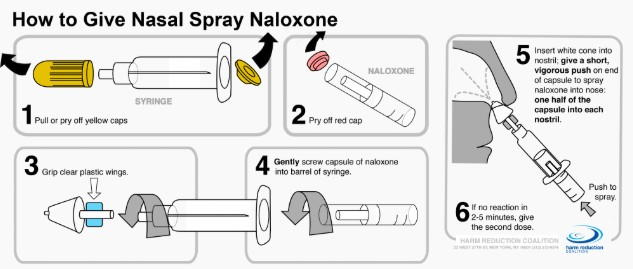 How to Give Nasal Spray Naloxone
SYRINGE
1 Pull or pry off yellow caps
NALOXONE
2 Pry off red cap
3 Grip clear plastic wings.
4 Gently screw capsule of naloxone
into barrel of syringe.
5 Insert white cone into
nostril; give a short,
vigorous push on end
of capsule to spray
naloxone into nose:
one half of the
capsule into each
nostril.
Push to
spray.
6 If no reaction in
2-5 minutes, give
the second dose.
HARM REDUCTION COALITION
harm reduction
COALITION